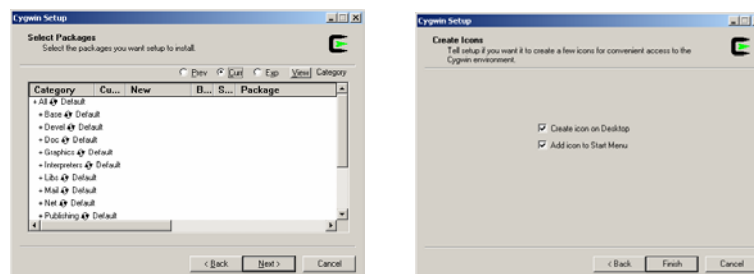 Cygwin Setup
Select Packages
Select the packages you want setup to install.
Prev Curr Exp View Category
Category Cu... New B... S... Package
All Default
Base Default
Devel Default
Doc Default
Graphics Default
Interpreters Default
Libs Default
Mail Default
Net Default
Publishing Default
< Back Next > Cancel
Cygwin Setup
Create Icons
Tell setup if you want it to create a few icons for convenient access to the
Cygwin environment.
Create icon on Desktop
Add icon to Start Menu
< Back Finish Cancel